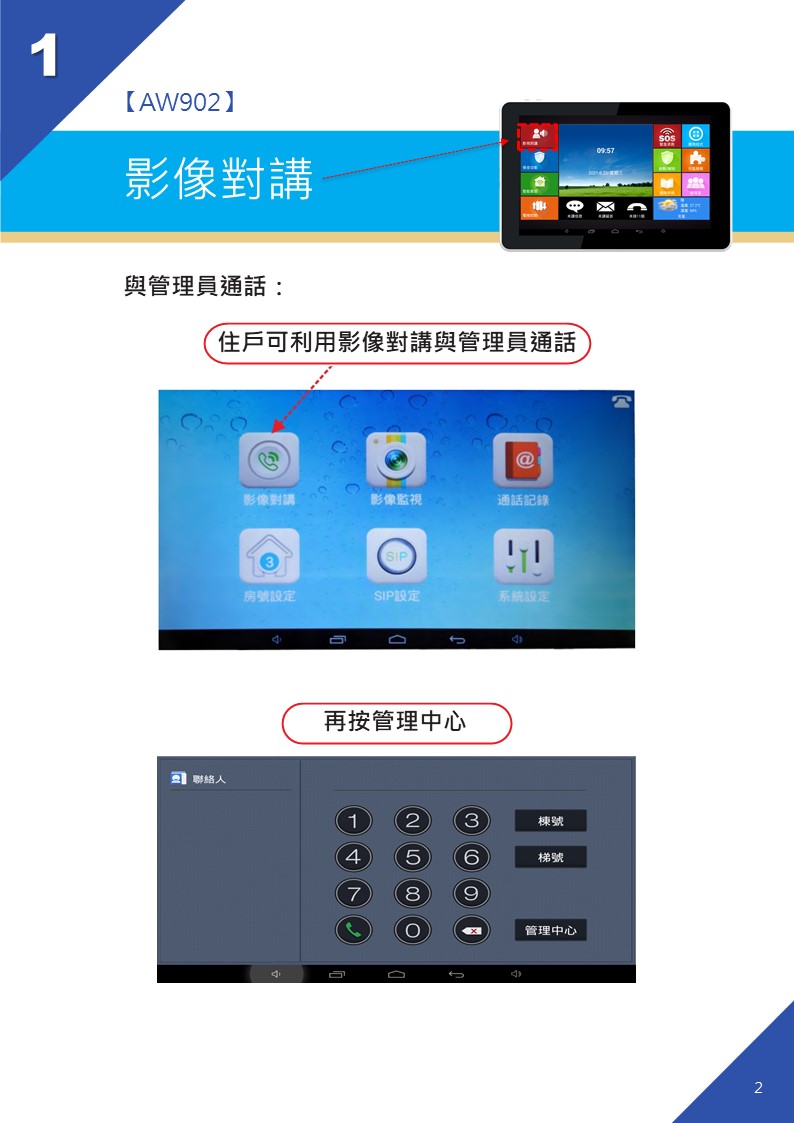 1
【AW902】
影像對講
09:57
SOS
與管理員通話：
住戶可利用影像對講與管理員通話
影像對講
影像監視
通話記錄
@
3
SIP
房號設定
SIP設定
系統設定
再按管理中心
聯絡人
1 2 3 棟號
4 5 6 梯號
7 8 9
0 管理中心
2